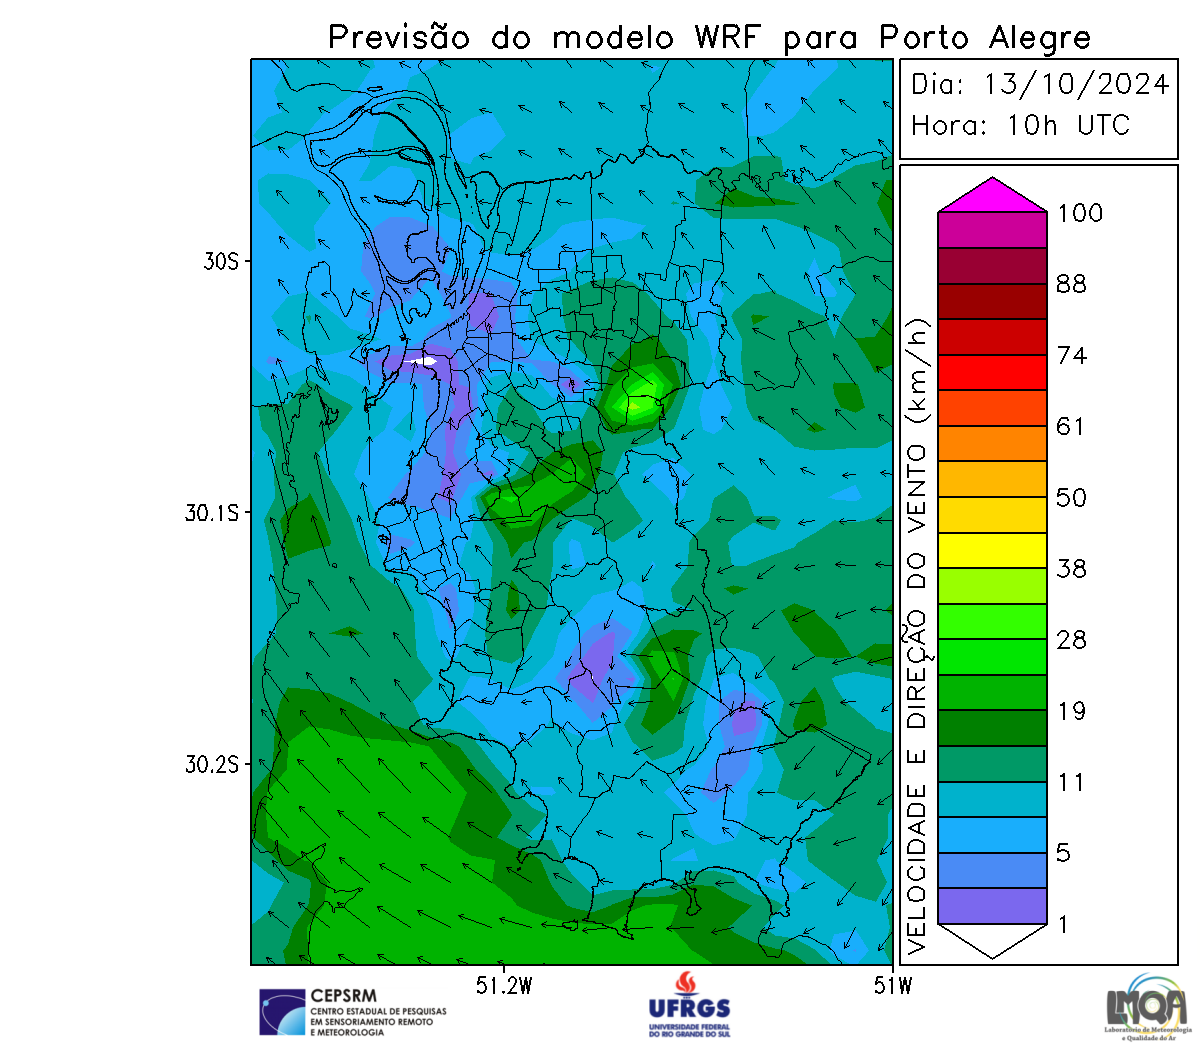 Previsão do modelo WRF para Porto Alegre
Dia: 13/10/2024
Hora: 10h UTC
100
88
74
61
50
38
28
19
11
5
1
VELOCIDADE E DIREÇÃO DO VENTO (km/h)
30S
30.1S
30.2S
51.2W
51W
CEPSRM
CENTRO ESTADUAL DE PESQUISAS
EM SENSORIAMENTO REMOTO
E METEOROLOGIA
UFRGS
UNIVERSIDADE FEDERAL
DO RIO GRANDE DO SUL
LMQA
Laboratório de Meteorologia
e Qualidade do Ar